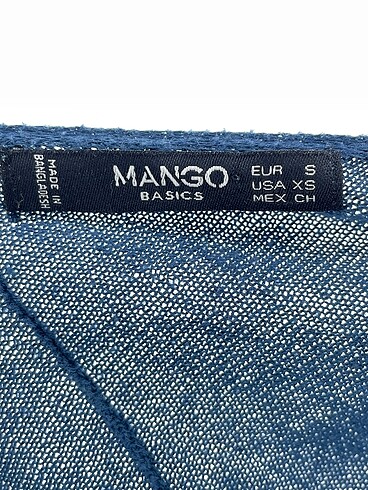 MADE IN
BANGLADESH
MANGO
BASICS
EUR S
USA XS
MEX CH